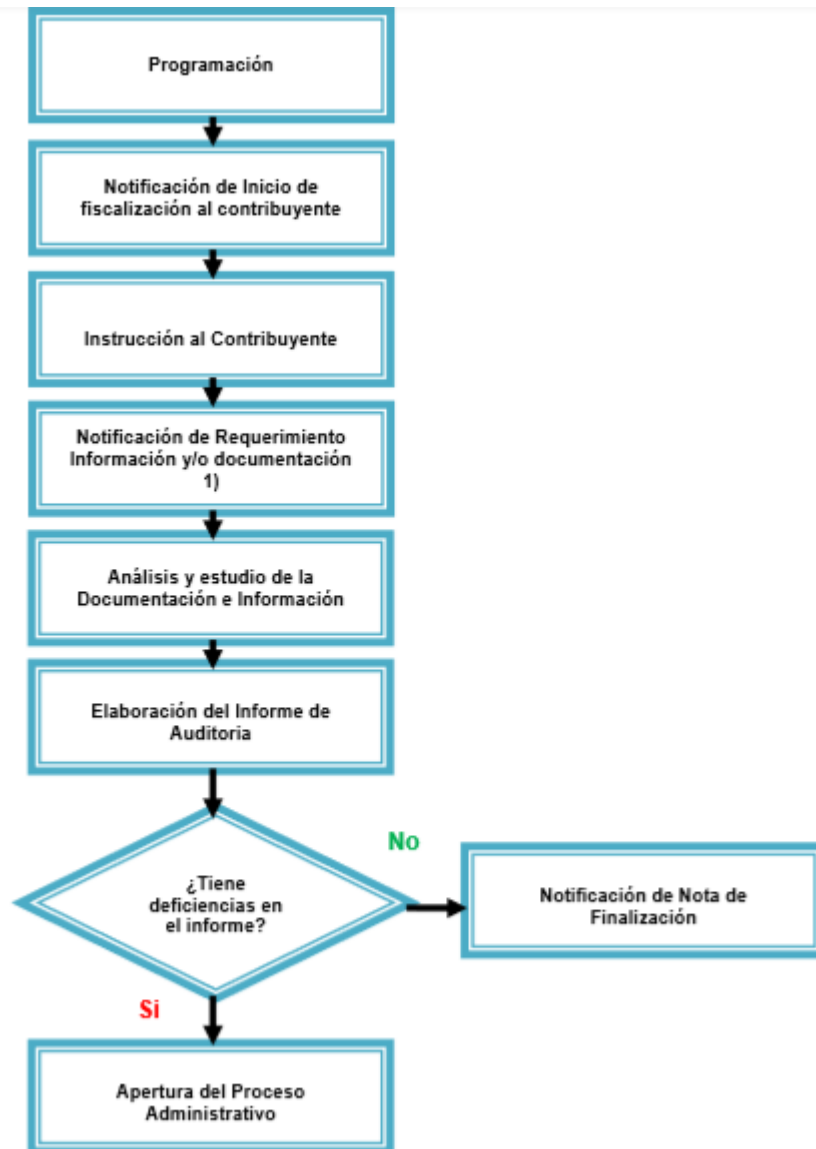 Programación
Notificación de Inicio de
fiscalización al contribuyente
Instrucción al Contribuyente
Notificación de Requerimiento
Información y/o documentación
1)
Análisis y estudio de la
Documentación e Información
Elaboración del Informe de
Auditoria
¿Tiene
deficiencias en
el informe?
No
Notificación de Nota de
Finalización
Si
Apertura del Proceso
Administrativo